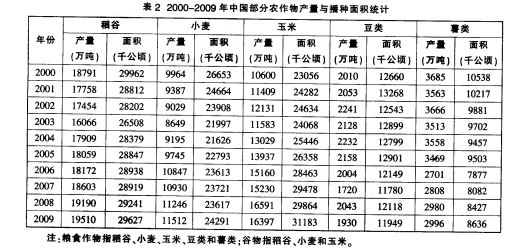 表 2 2000-2009 年中国部分农作物产量与播种面积统计
年份 稻谷 小麦 玉米 豆类 薯类
产量(万吨) 面积(千公顷) 产量(万吨) 面积(千公顷) 产量(万吨) 面积(千公顷) 产量(万吨) 面积(千公顷) 产量(万吨) 面积(千公顷)
2000 18791 29962 9964 26653 10600 23056 2010 12660 3685 10538
2001 17758 28812 9387 24664 11409 24282 2053 13268 3563 10217
2002 17454 28202 9029 23908 12131 24634 2241 12543 3666 9881
2003 16066 26508 8649 21997 11583 24068 2128 12899 3513 9702
2004 17909 28379 9195 21626 13029 25446 2232 12799 3558 9457
2005 18059 28847 9745 22793 13937 26358 2158 12901 3469 9503
2006 18172 28938 10847 23613 15160 28463 2004 12149 2701 7877
2007 18603 28919 10930 23721 15230 29478 1720 11780 2808 8082
2008 19190 29241 11246 23617 16591 29864 2043 12118 2980 8427
2009 19510 29627 11512 24291 16397 31183 1930 11949 2996 8636
注:粮食作物指稻谷、小麦、玉米、豆类和薯类;谷物指稻谷、小麦和玉米。